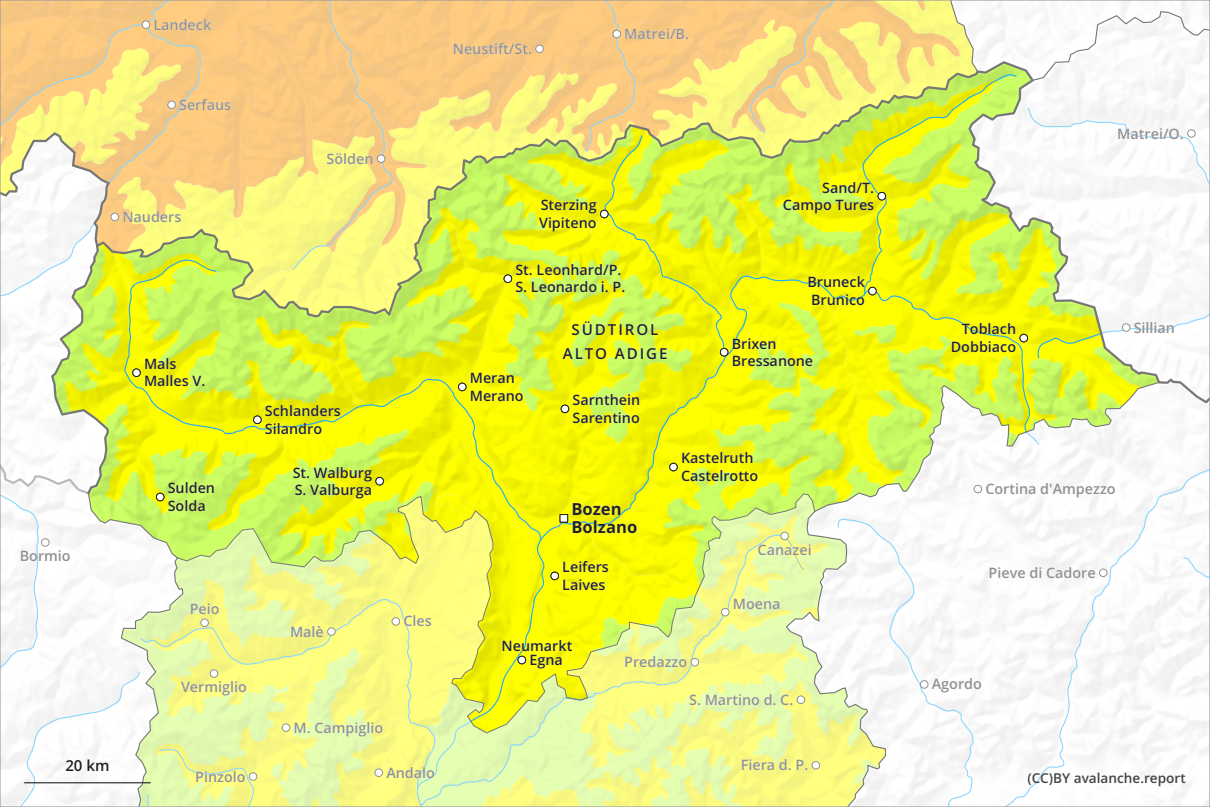 Landeck
Matrei/B.
Neustift/St.
Serfaus
Matrei/O.
Sölden
Sand/T.
Campo Tures
Sterzing
Vipiteno
Nauders
St. Leonhard/P.
S. Leonardo i. P.
Bruneck
Brunico
SÜDTIROL
ALTO ADIGE
Toblach
Dobbiaco
Sillian
Brixen
Bressanone
Mals
Malles V.
Meran
Merano
Sarnthein
Sarentino
Schlanders
Silandro
Kastelruth
Castelrotto
St. Walburg
S. Valburga
Sulden
Solda
Cortina d'Ampezzo
Bozen
Bolzano
Bormio
Canazei
Leifers
Laives
Pieve di Cadore
Peio
Moena
Malè
Cles
Neumarkt
Egna
Predazzo
Vermiglio
Agordo
S. Martino d. C.
M. Campiglio
20 km
Pinzolo
Andalo
Fiera d. P.
(CC)BY avalanche.report